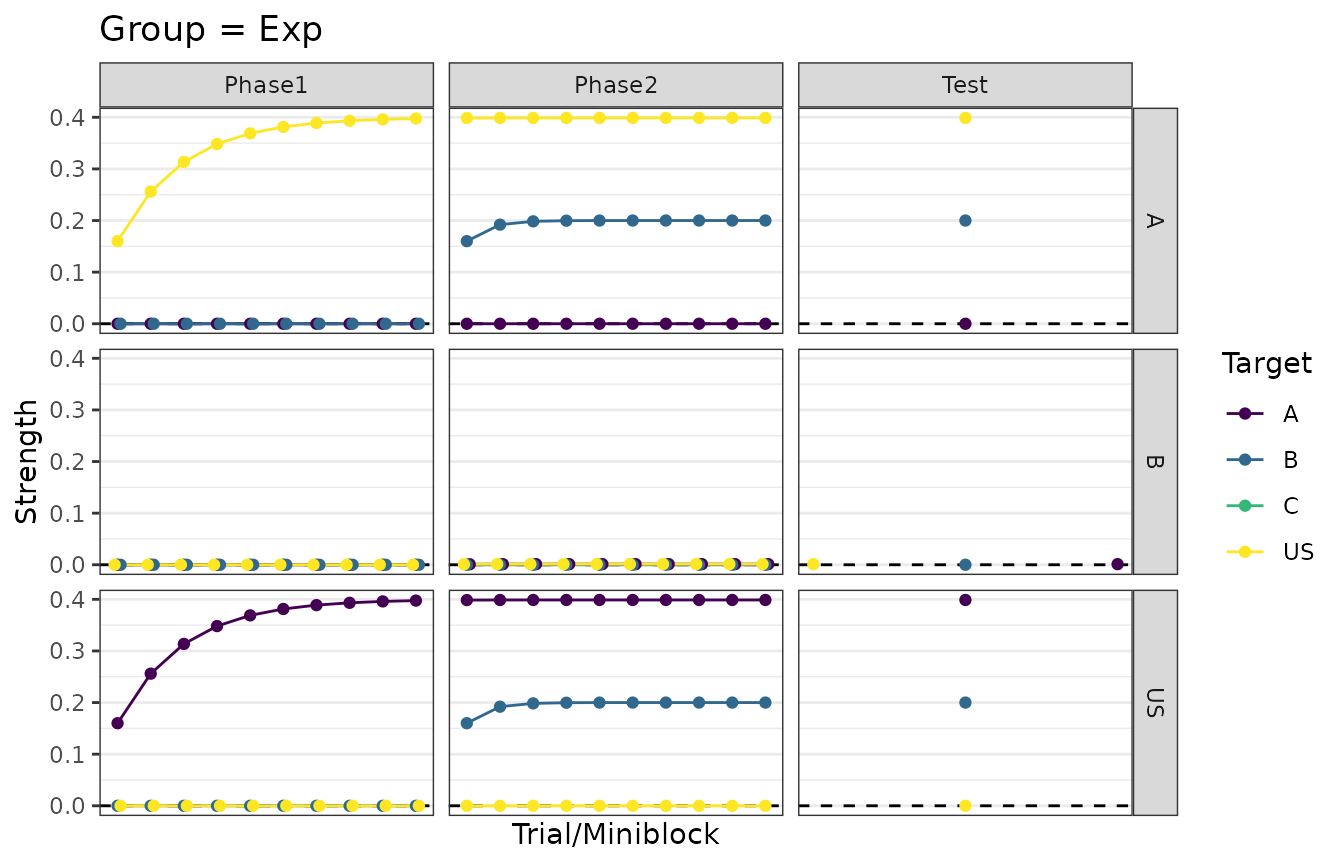 Group = Exp
Phase1 Phase2 Test
0.4
0.3
0.2
0.1
0.0
A
0.4
0.3
0.2
0.1
0.0
B
0.4
0.3
0.2
0.1
0.0
US
Strength
Trial/Miniblock
Target
A
B
C
US